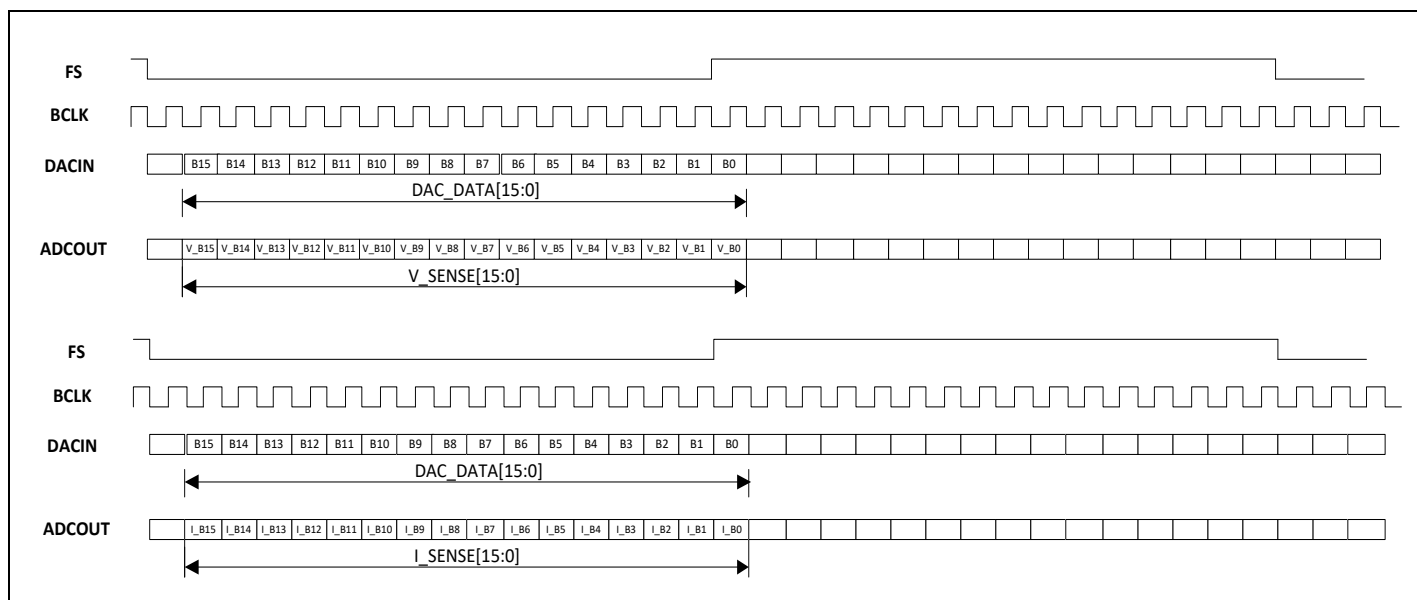 FS
BCLK
DACIN B15 B14 B13 B12 B11 B10 B9 B8 B7 B6 B5 B4 B3 B2 B1 B0
DAC_DATA[15:0]
ADCOUT V_B15 V_B14 V_B13 V_B12 V_B11 V_B10 V_B9 V_B8 V_B7 V_B6 V_B5 V_B4 V_B3 V_B2 V_B1 V_B0
V_SENSE[15:0]
FS
BCLK
DACIN B15 B14 B13 B12 B11 B10 B9 B8 B7 B6 B5 B4 B3 B2 B1 B0
DAC_DATA[15:0]
ADCOUT I_B15 I_B14 I_B13 I_B12 I_B11 I_B10 I_B9 I_B8 I_B7 I_B6 I_B5 I_B4 I_B3 I_B2 I_B1 I_B0
I_SENSE[15:0]